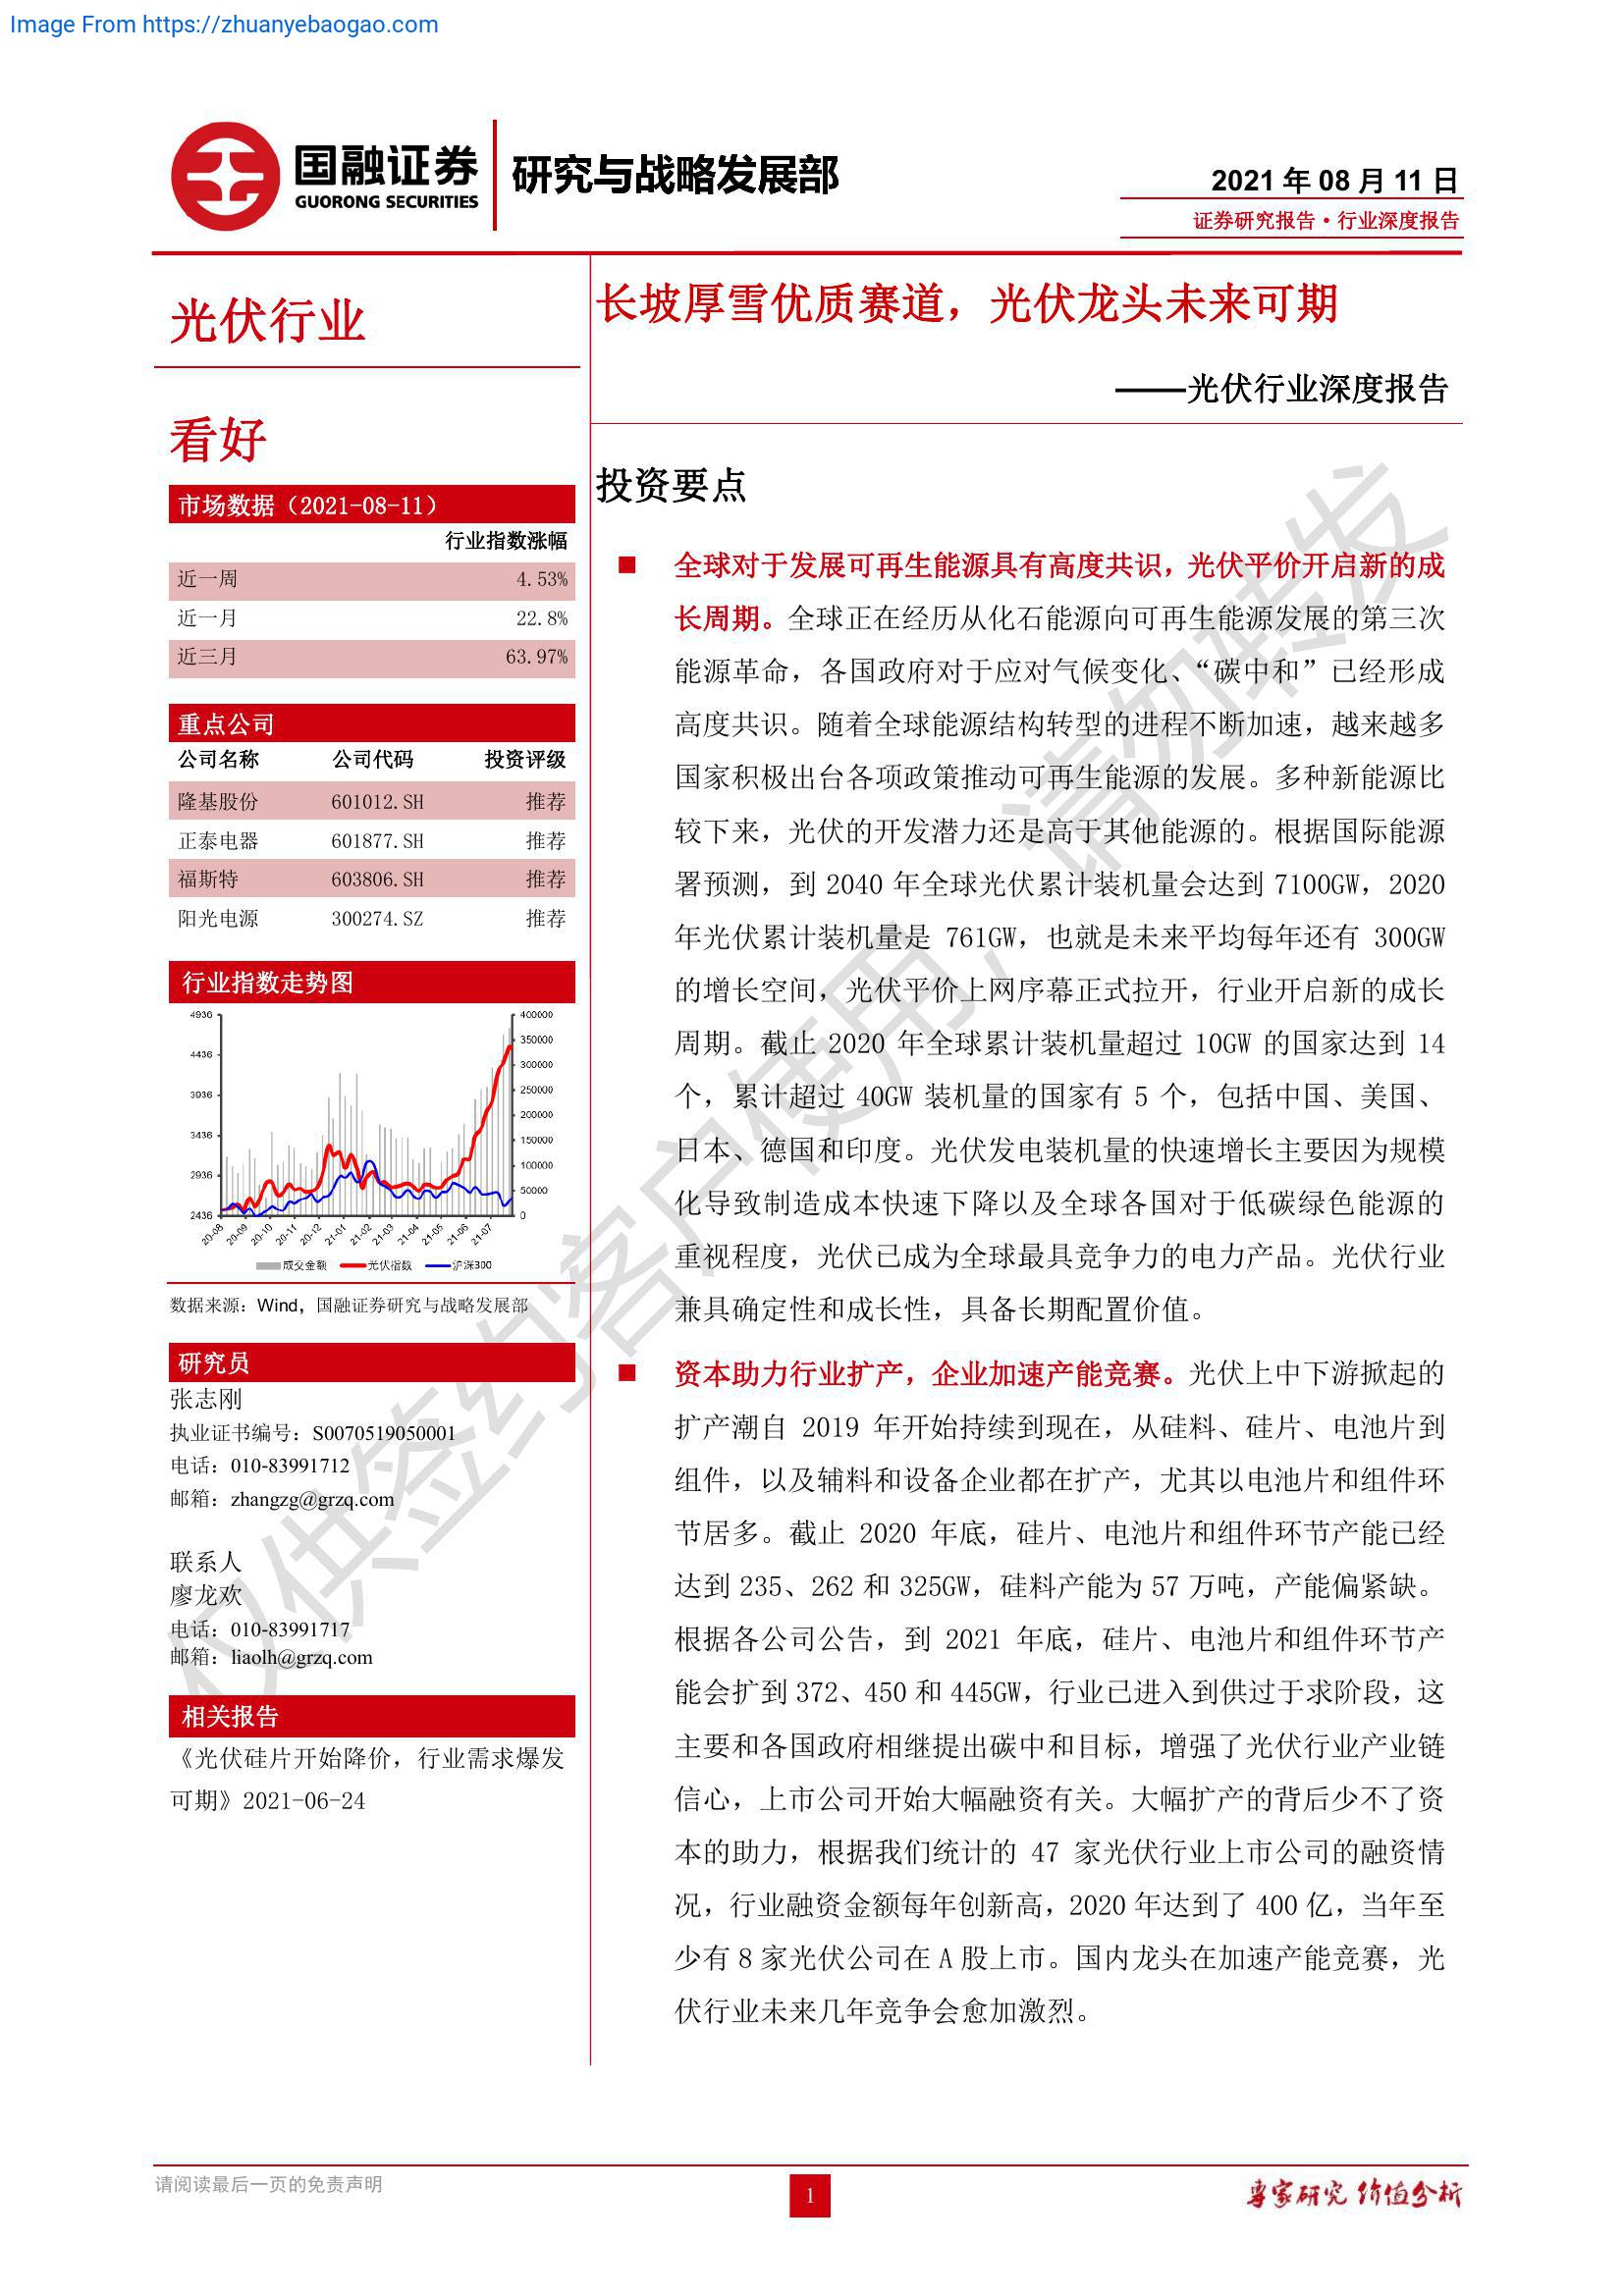 Image From https://zhuanyebaogao.com
国融证券
GUORONG SECURITIES
研究与战略发展部
2021 年 08 月 11 日
证券研究报告·行业深度报告
光伏行业
看好
市场数据（2021-08-11）
行业指数涨幅
近一周 4.53%
近一月 22.8%
近三月 63.97%
重点公司
公司名称 公司代码 投资评级
隆基股份 601012.SH 推荐
正泰电器 601877.SH 推荐
福斯特 603806.SH 推荐
阳光电源 300274.SZ 推荐
行业指数走势图
4936
4436
3936
3436
2936
2436
400000
350000
300000
250000
200000
150000
100000
50000
0
20-08 20-09 20-10 20-11 20-12 21-01 21-02 21-03 21-04 21-05 21-06 21-07
成交金额 光伏指数 沪深300
数据来源：Wind，国融证券研究与战略发展部
研究员
张志刚
执业证书编号：S0070519050001
电话：010-83991712
邮箱：zhangzg@grzq.com
联系人
廖龙欢
电话：010-83991717
邮箱：liaolh@grzq.com
相关报告
《光伏硅片开始降价，行业需求爆发
可期》2021-06-24
长坡厚雪优质赛道，光伏龙头未来可期
——光伏行业深度报告
投资要点
■ 全球对于发展可再生能源具有高度共识，光伏平价开启新的成
长周期。全球正在经历从化石能源向可再生能源发展的第三次
能源革命，各国政府对于应对气候变化、“碳中和”已经形成
高度共识。随着全球能源结构转型的进程不断加速，越来越多
国家积极出台各项政策推动可再生能源的发展。多种新能源比
较下来，光伏的开发潜力还是高于其他能源的。根据国际能源
署预测，到 2040 年全球光伏累计装机量会达到 7100GW，2020
年光伏累计装机量是 761GW，也就是未来平均每年还有 300GW
的增长空间，光伏平价上网序幕正式拉开，行业开启新的成长
周期。截止 2020 年全球累计装机量超过 10GW 的国家达到 14
个，累计超过 40GW 装机量的国家有 5 个，包括中国、美国、
日本、德国和印度。光伏发电装机量的快速增长主要因为规模
化导致制造成本快速下降以及全球各国对于低碳绿色能源的
重视程度，光伏已成为全球最具竞争力的电力产品。光伏行业
兼具确定性和成长性，具备长期配置价值。
■ 资本助力行业扩产，企业加速产能竞赛。光伏上中下游掀起的
扩产潮自 2019 年开始持续到现在，从硅料、硅片、电池片到
组件，以及辅料和设备企业都在扩产，尤其以电池片和组件环
节居多。截止 2020 年底，硅片、电池片和组件环节产能已经
达到 235、262 和 325GW，硅料产能为 57 万吨，产能偏紧缺。
根据各公司公告，到 2021 年底，硅片、电池片和组件环节产
能会扩到 372、450 和 445GW，行业已进入到供过于求阶段，这
主要和各国政府相继提出碳中和目标，增强了光伏行业产业链
信心，上市公司开始大幅融资有关。大幅扩产的背后少不了资
本的助力，根据我们统计的 47 家光伏行业上市公司的融资情
况，行业融资金额每年创新高，2020 年达到了 400 亿，当年至
少有 8 家光伏公司在 A 股上市。国内龙头在加速产能竞赛，光
伏行业未来几年竞争会愈加激烈。
仅供签约客户使用，请勿转发
请阅读最后一页的免责声明
1
专家研究 价值分析